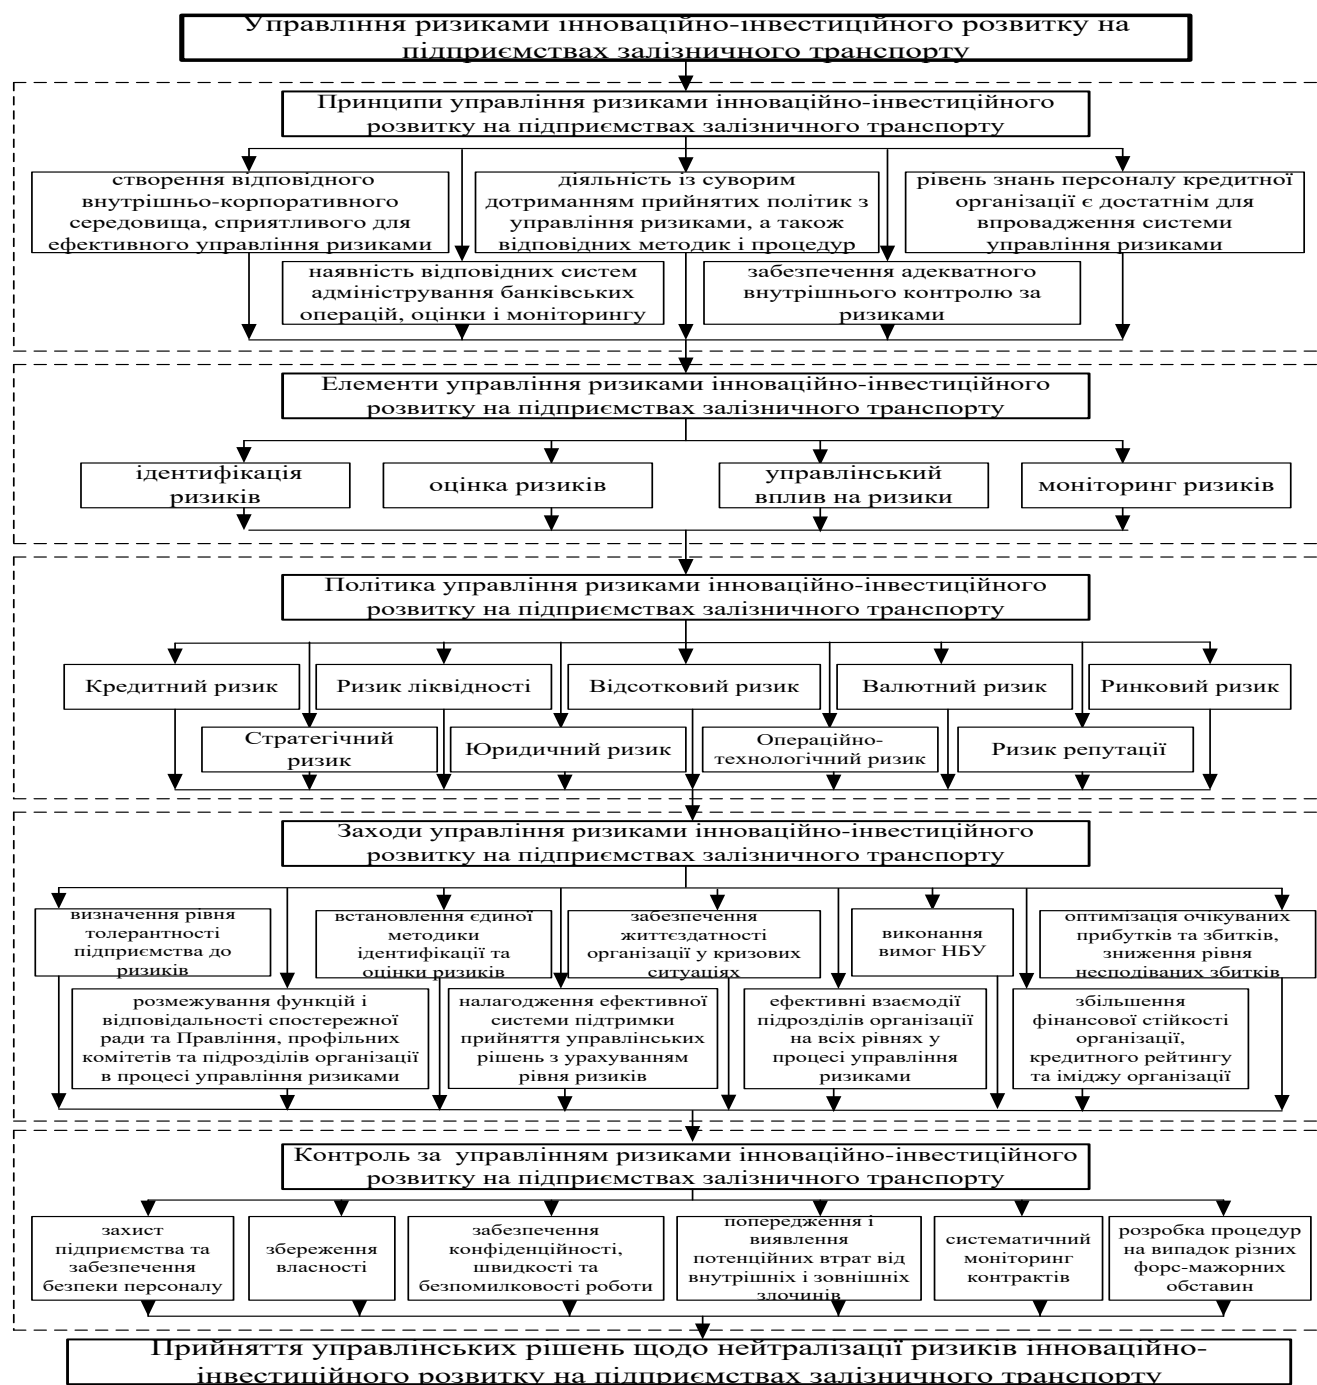 Управління ризиками інноваційно-інвестиційного розвитку на
підприємствах залізничного транспорту
Принципи управління ризиками інноваційно-інвестиційного
розвитку на підприємствах залізничного транспорту
створення відповідного
внутрішньо-корпоративного
середовища, сприятливого для
ефективного управління ризиками
діяльність із суворим
дотриманням прийнятих політик з
управління ризиками, а також
відповідних методик і процедур
рівень знань персоналу кредитної
організації є достатнім для
впровадження системи
управління ризиками
наявність відповідних систем
адміністрування банківських
операцій, оцінки і моніторингу
забезпечення адекватного
внутрішнього контролю за
ризиками
Елементи управління ризиками інноваційно-інвестиційного
розвитку на підприємствах залізничного транспорту
ідентифікація
ризиків
оцінка ризиків
управлінський
вплив на ризики
моніторинг ризиків
Політика управління ризиками інноваційно-інвестиційного
розвитку на підприємствах залізничного транспорту
Кредитний ризик
Ризик ліквідності
Відсотковий ризик
Валютний ризик
Ринковий ризик
Стратегічний
ризик
Юридичний ризик
Операційно-
технологічний ризик
Ризик репутації
Заходи управління ризиками інноваційно-інвестиційного
розвитку на підприємствах залізничного транспорту
визначення рівня
толерантності
підприємства до
ризиків
встановлення єдиної
методики
ідентифікації та
оцінки ризиків
забезпечення
життєздатності
організації у кризових
ситуаціях
виконання
вимог НБУ
оптимізація очікуваних
прибутків та збитків,
зниження рівня
несподіваних збитків
розмежування функцій і
відповідальності спостережної
ради та Правління, профільних
комітетів та підрозділів організації
в процесі управління ризиками
налагодження ефективної
системи підтримки
прийняття управлінських
рішень з урахуванням
рівня ризиків
ефективні взаємодії
підрозділів організації
на всіх рівнях у
процесі управління
ризиками
збільшення
фінансової стійкості
організації,
кредитного рейтингу
та іміджу організації
Контроль за управлінням ризиками інноваційно-інвестиційного
розвитку на підприємствах залізничного транспорту
захист
підприємства та
забезпечення
безпеки персоналу
збереження
власності
забезпечення
конфіденційності,
швидкості та
безпомилковості роботи
попередження і
виявлення
потенційних втрат від
внутрішніх і зовнішніх
злочинів
систематичний
моніторинг
контрактів
розробка процедур
на випадок різних
форс-мажорних
обставин
Прийняття управлінських рішень щодо нейтралізації ризиків інноваційно-
інвестиційного розвитку на підприємствах залізничного транспорту